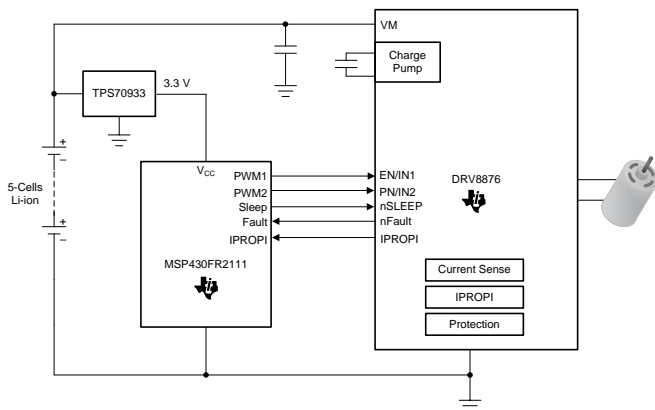 VM
Charge
Pump
TPS70933
3.3 V
5-Cells
Li-ion
+
–
+
–
VCC
PWM1
PWM2
Sleep
Fault
IPROPI
MSP430FR2111
EN/IN1
PN/IN2
nSLEEP
nFault
IPROPI
DRV8876
Current Sense
IPROPI
Protection